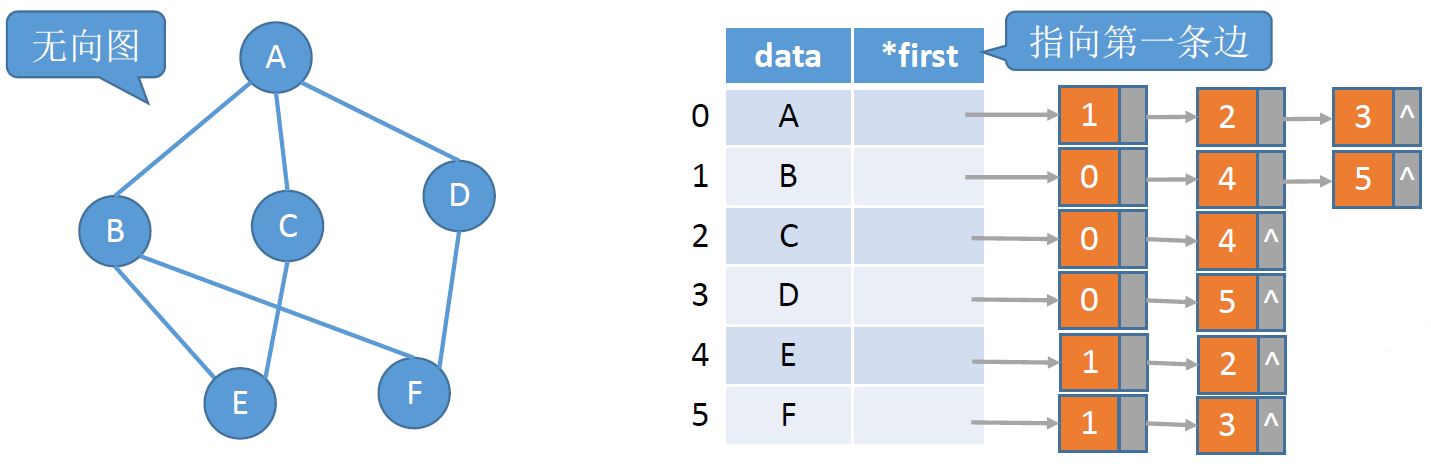 无向图
A
B
C
D
E
F
data *first
指向第一条边
0 A 1 2 3 ^
1 B 0 4 5 ^
2 C 0 4 ^
3 D 0 5 ^
4 E 1 2 ^
5 F 1 3 ^